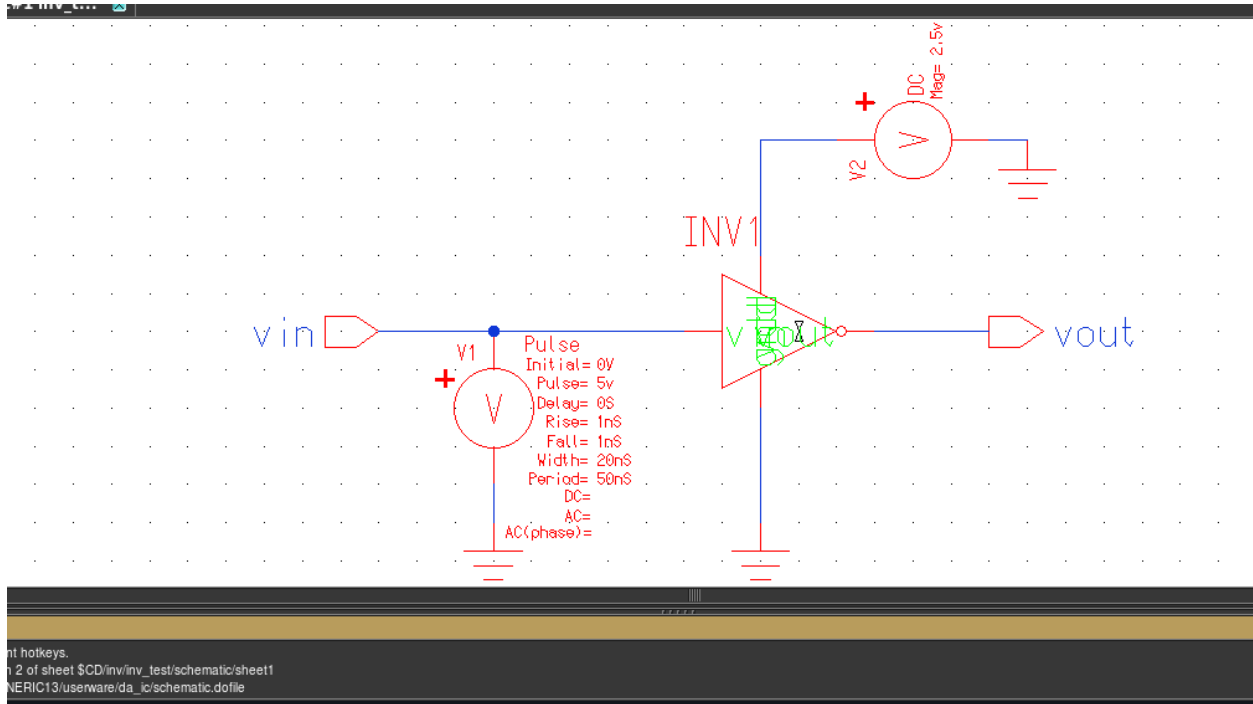 DC
Mag= 2.5v
V2
INV1
vin
vout
V1
Pulse
Initial= 0V
Pulse= 5v
Delay= 0S
Rise= 1nS
Fall= 1nS
Width= 20nS
Period= 50nS
DC=
AC=
AC(phase)=
V
V
nt hotkeys.
n 2 of sheet $CD/inv/inv_test/schematic/sheet1
NERIC13/userware/da_ic/schematic.dofile